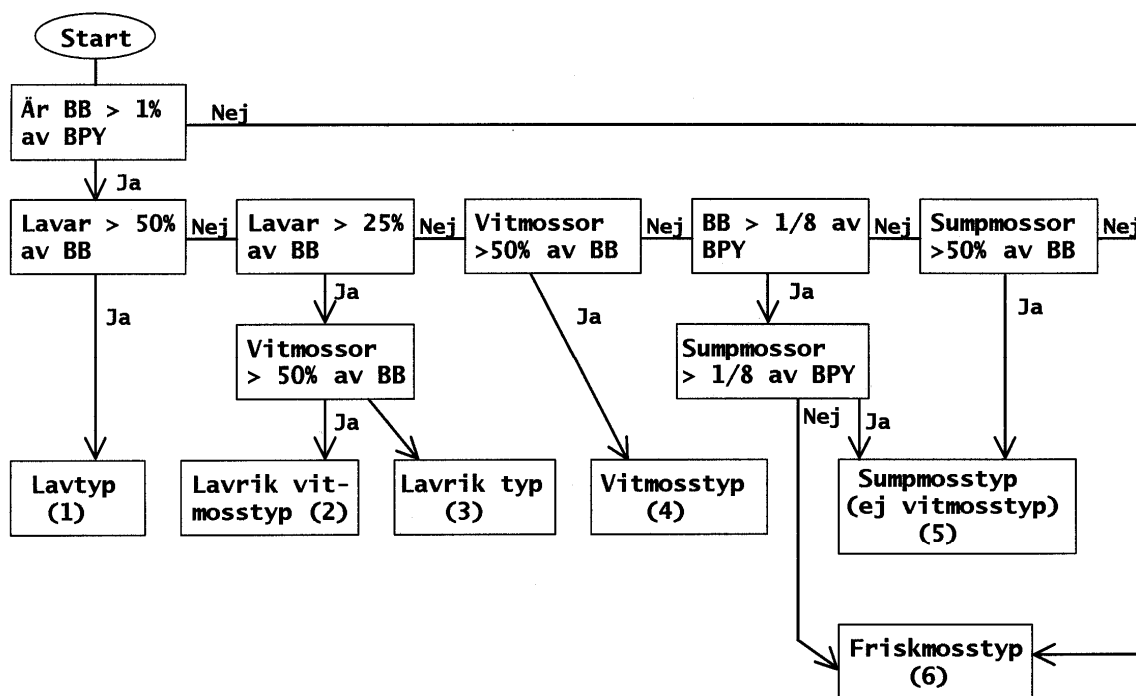 Start
Är BB > 1%
av BPY
Nej
Ja
Lavar > 50%
av BB
Nej
Lavar > 25%
av BB
Nej
Vitmossor
>50% av BB
Nej
BB > 1/8 av
BPY
Nej
Sumpmossor
>50% av BB
Nej
Ja
Ja
Ja
Ja
Ja
Vitmossor
> 50% av BB
Sumpmossor
> 1/8 av BPY
Ja
Nej
Ja
Lavtyp
(1)
Lavrik vit-
mosstyp (2)
Lavrik typ
(3)
Vitmosstyp
(4)
Sumpmosstyp
(ej vitmosstyp)
(5)
Friskmosstyp
(6)